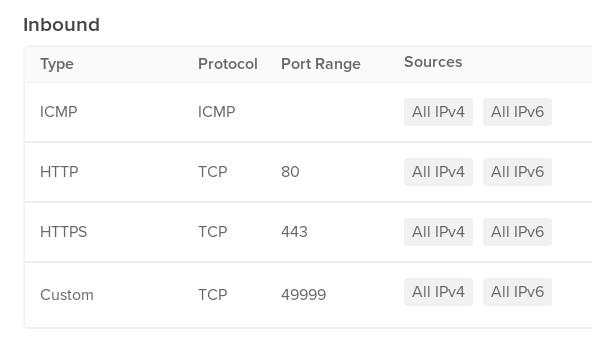 Inbound
Type Protocol Port Range Sources
ICMP ICMP All IPv4 All IPv6
HTTP TCP 80 All IPv4 All IPv6
HTTPS TCP 443 All IPv4 All IPv6
Custom TCP 49999 All IPv4 All IPv6